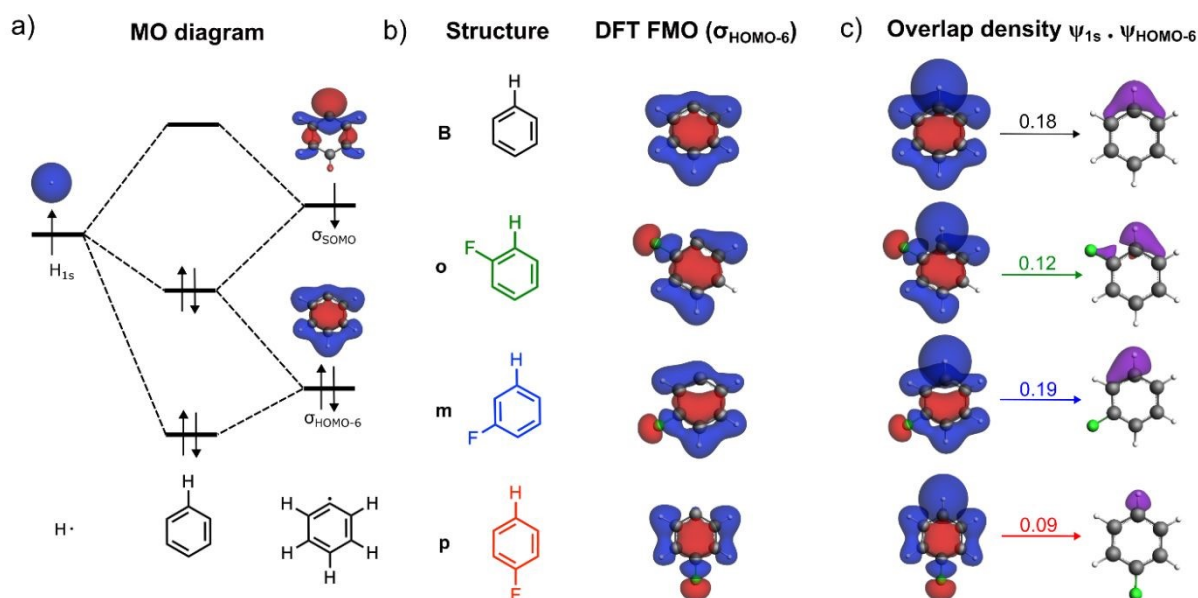 a) MO diagram
H1s
σSOMO
σHOMO-6
H·
H
H
H
H
H
H
·
b) Structure DFT FMO (σHOMO-6)
B
H
o
F
H
m
H
F
p
H
F
c) Overlap density ψ1s . ψHOMO-6
0.18
0.12
0.19
0.09